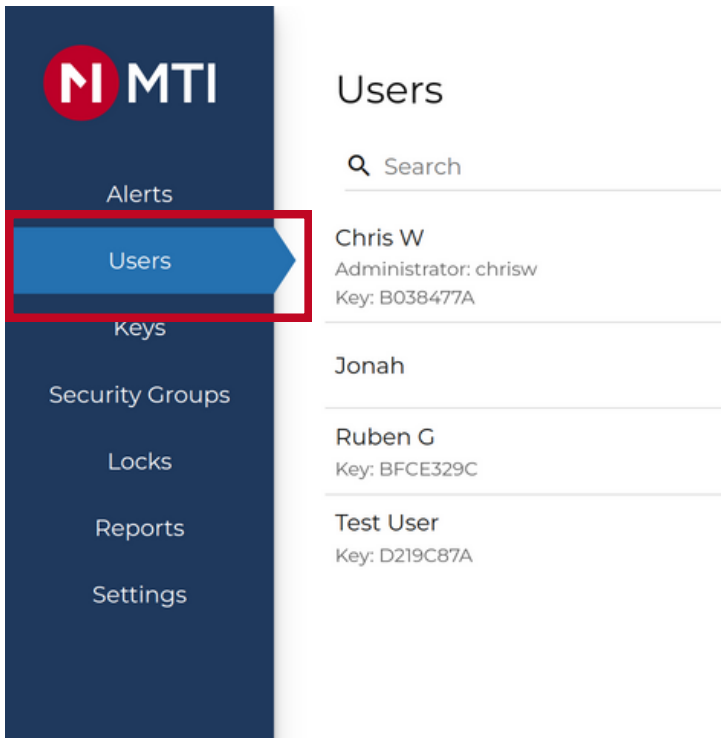 MTI
Alerts
Users
Keys
Security Groups
Locks
Reports
Settings
Users
Search
Chris W
Administrator: chrisw
Key: B038477A
Jonah
Ruben G
Key: BFCE329C
Test User
Key: D219C87A